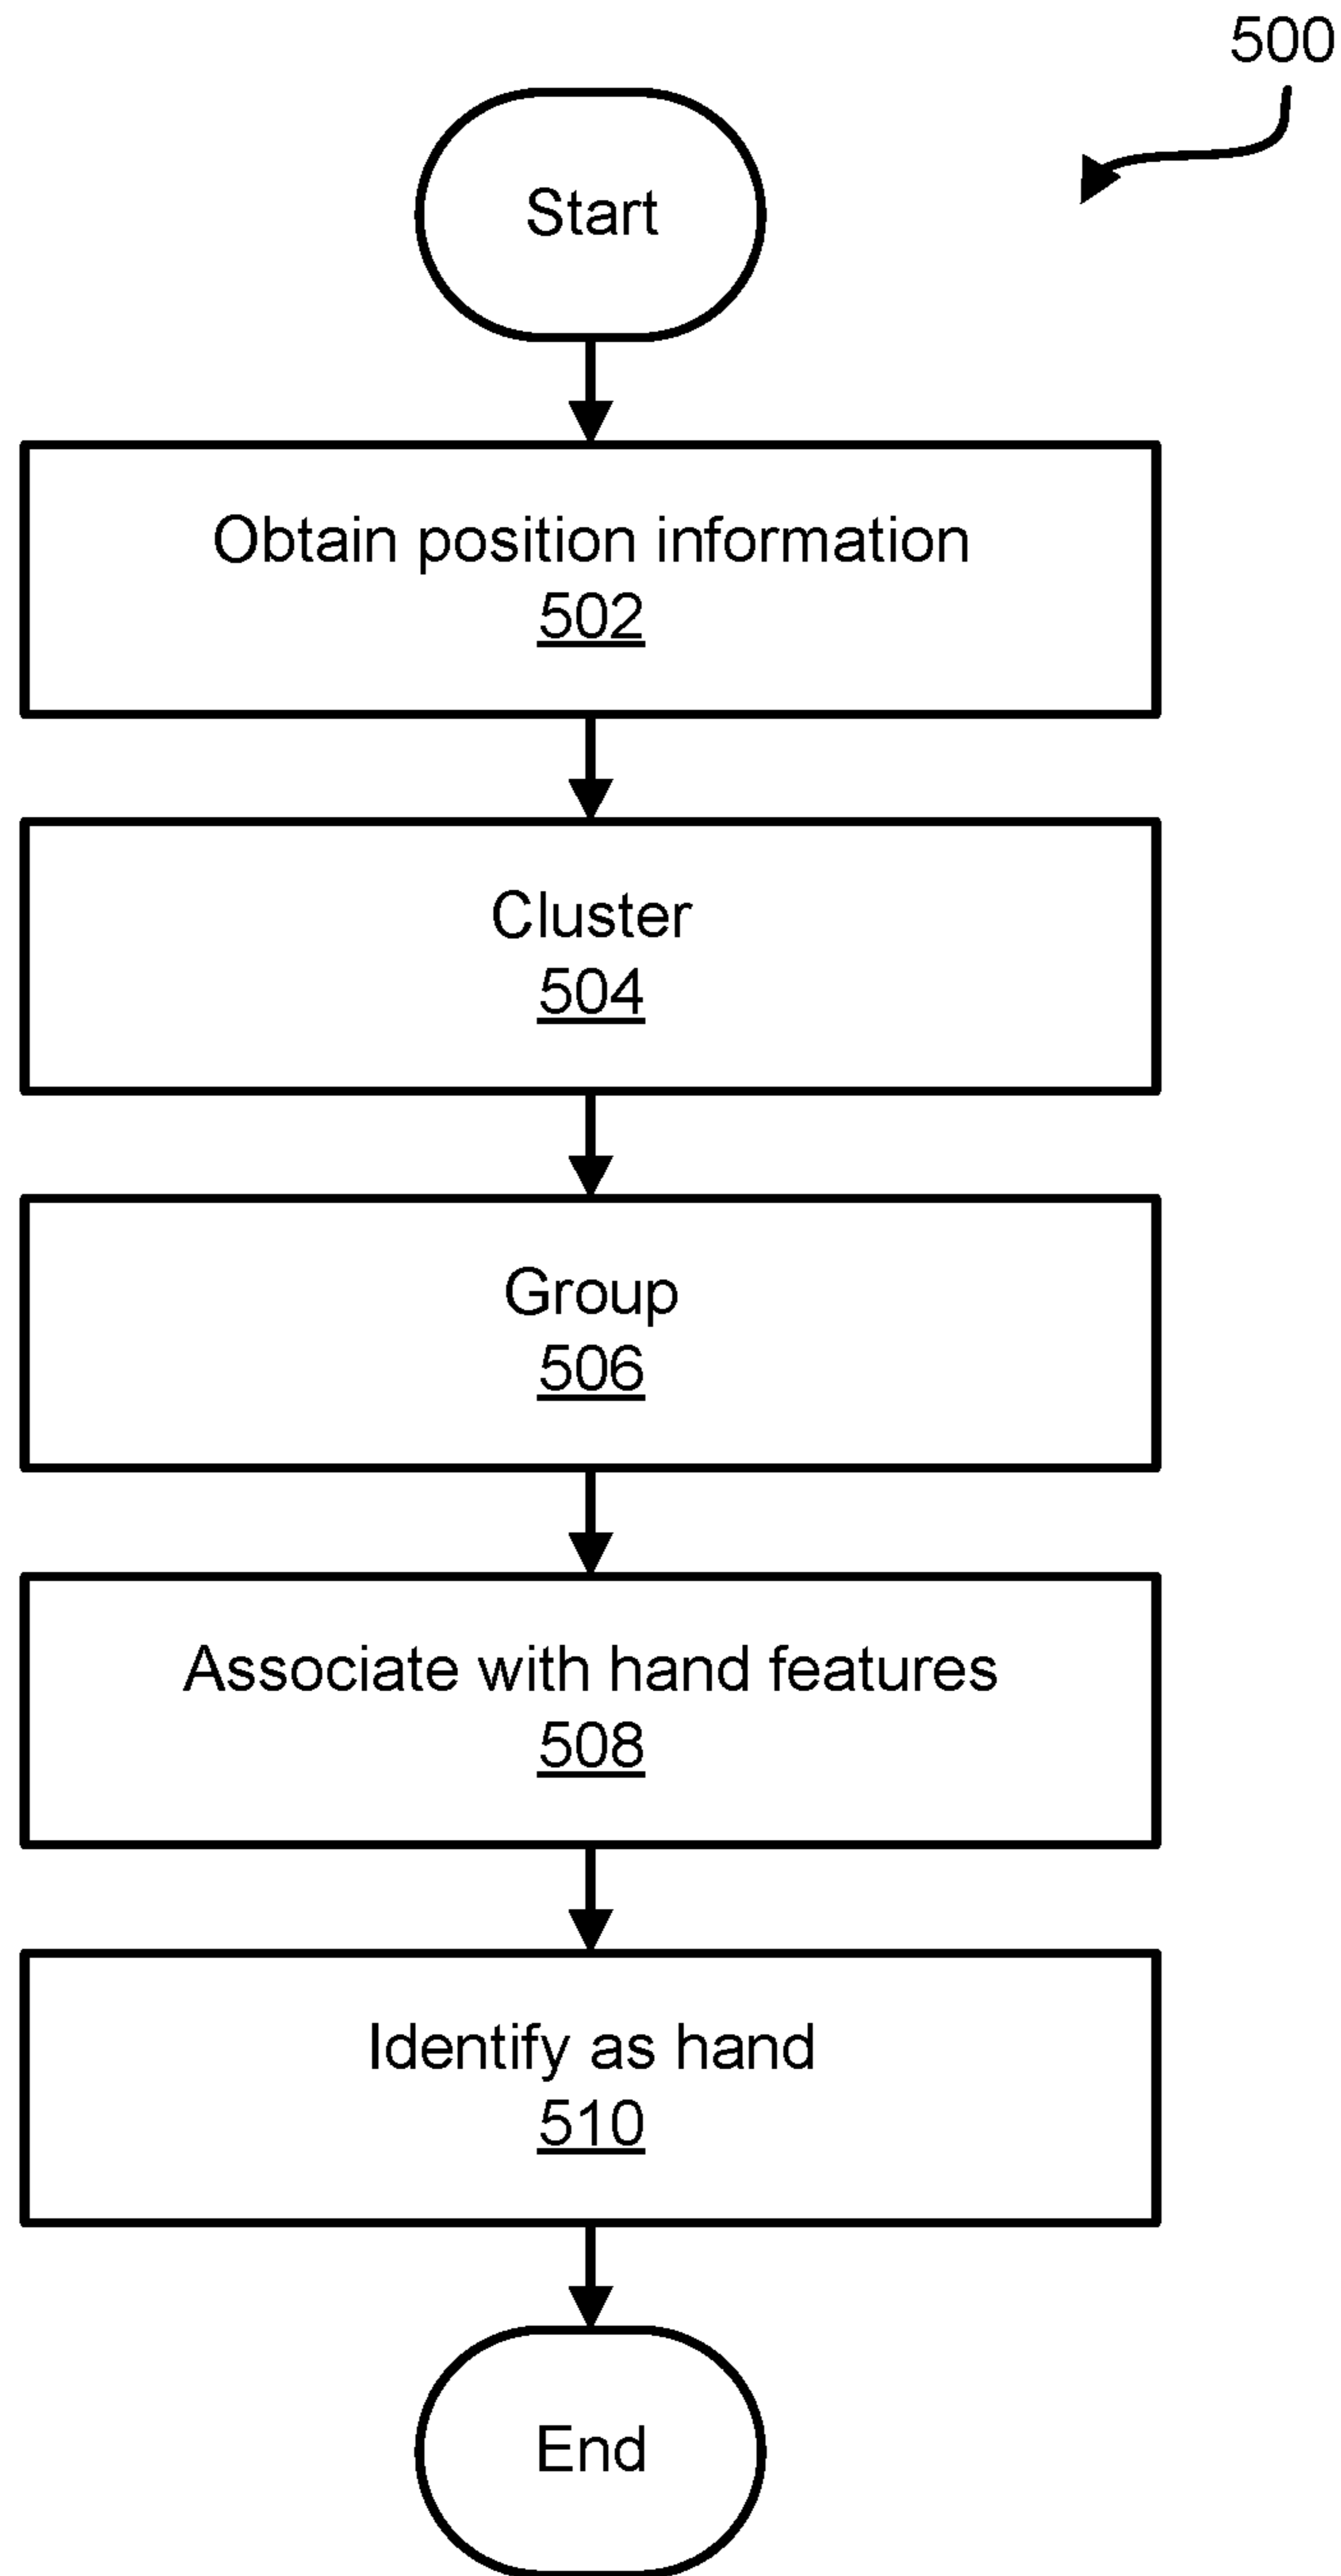 500
Start
Obtain position information
502
Cluster
504
Group
506
Associate with hand features
508
Identify as hand
510
End